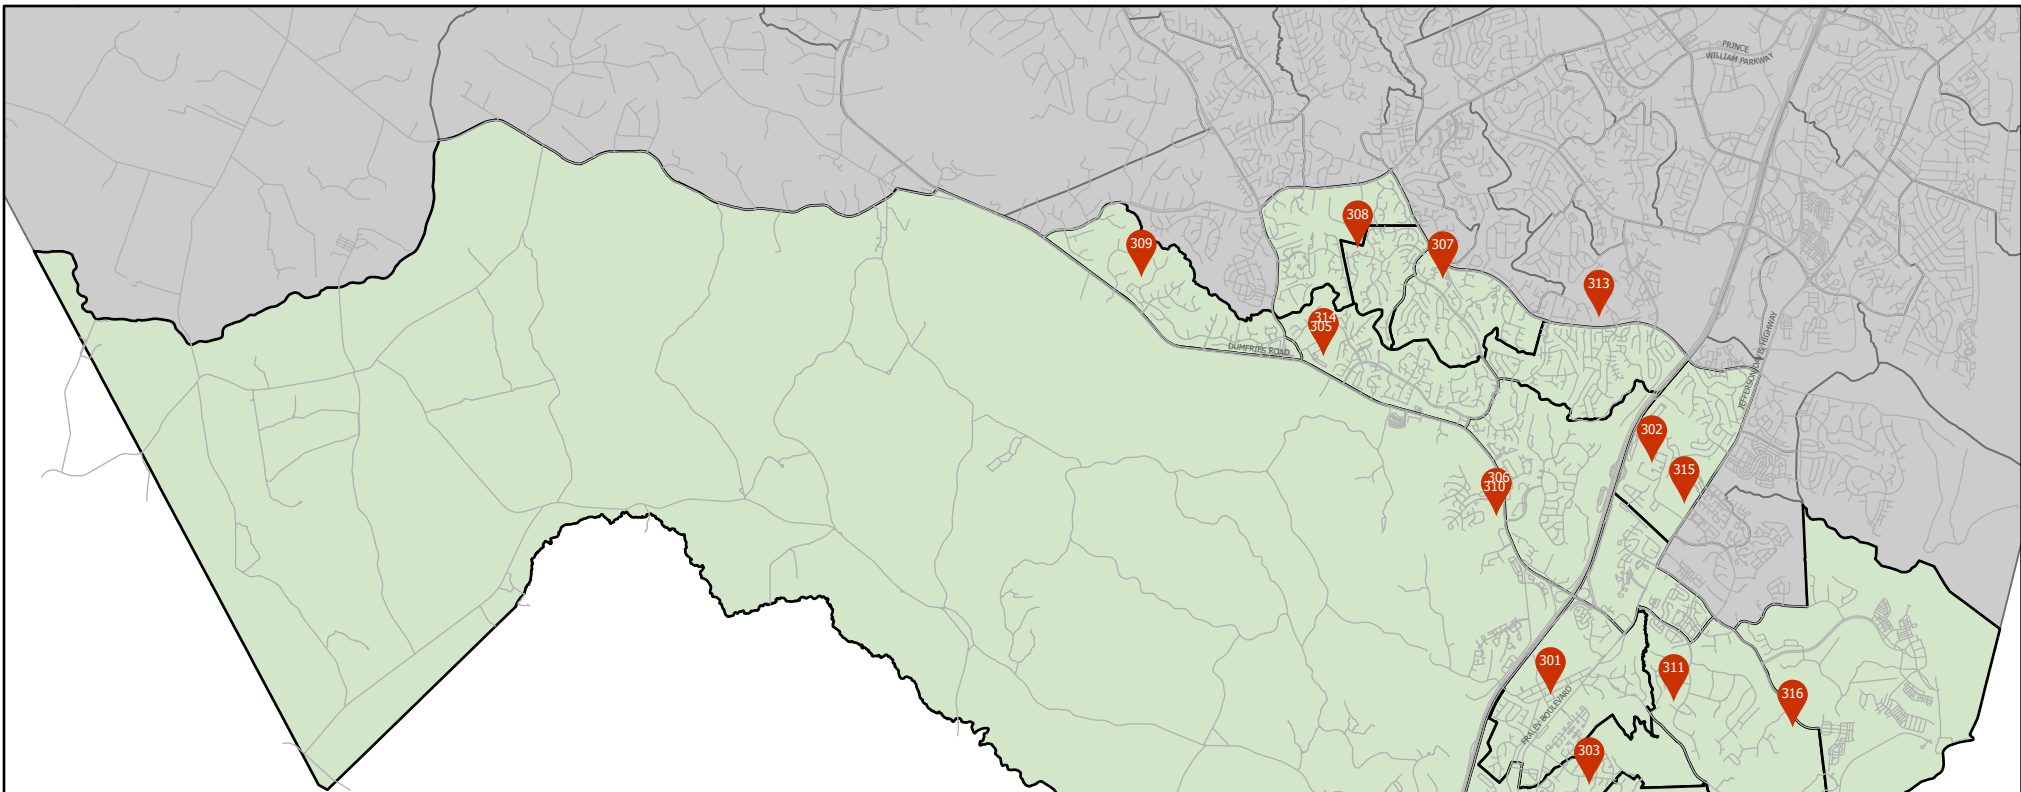 PRINCE
WILLIAM PARKWAY
308
309
307
313
314
305
JEFFERSON DAVIS HIGHWAY
DUMFRIES ROAD
302
315
306
310
301
311
316
FRALEY BOULEVARD
303